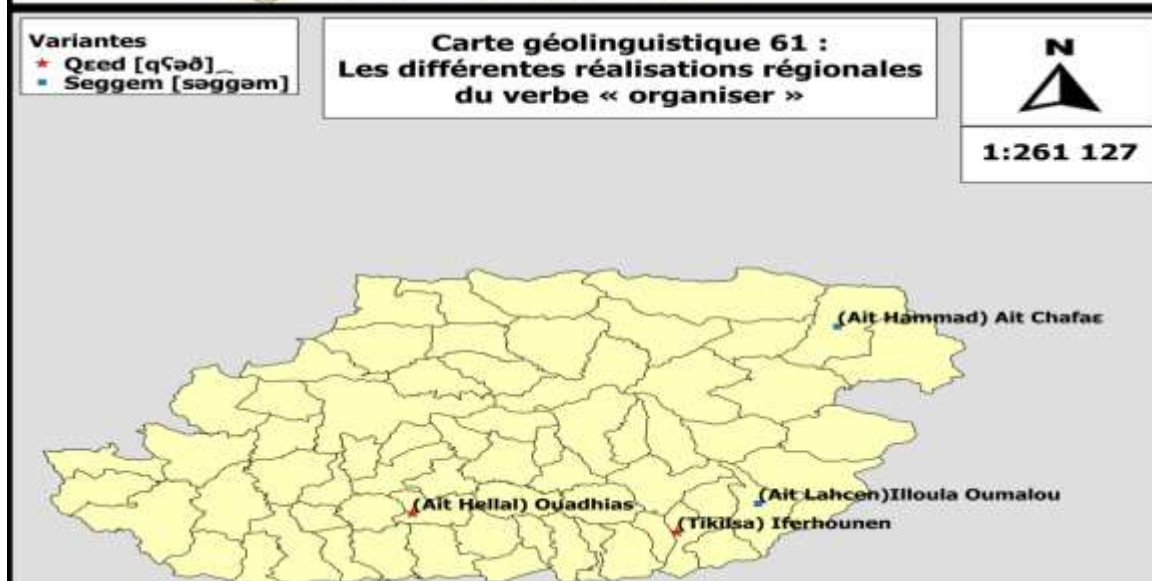 Variantes
Qɛed [qʕəð]
Seggem [səggəm]
Carte géolinguistique 61 :
Les différentes réalisations régionales
du verbe « organiser »
N
1:261 127
(Ait Hammad) Ait Chafaɛ
(Ait Lahcen)Illoula Oumalou
(Ait Hellal) Ouadhias
(Tikilsa) Iferhounen